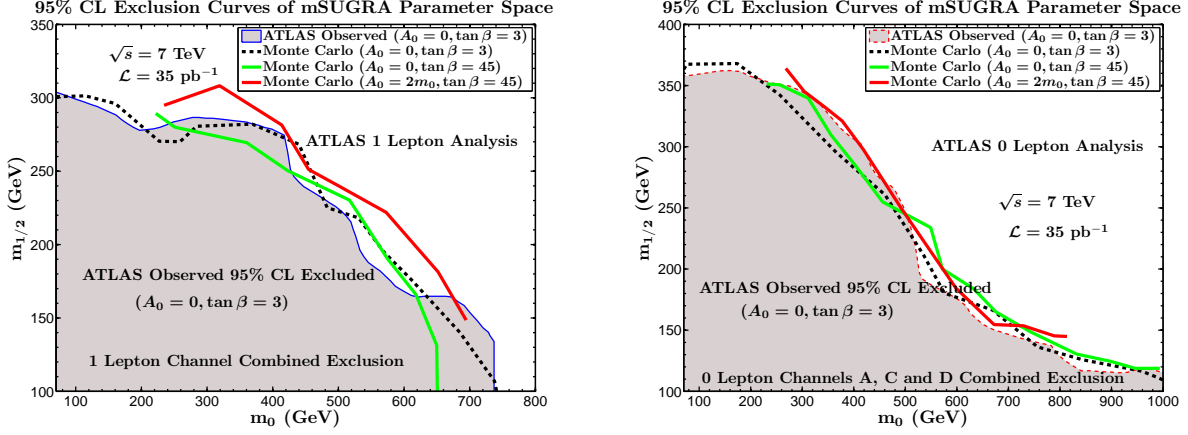 95% CL Exclusion Curves of mSUGRA Parameter Space
350
300
250
200
150
100
m₁/₂ (GeV)
√s = 7 TeV
L = 35 pb⁻¹
ATLAS Observed (A₀ = 0, tan β = 3)
Monte Carlo (A₀ = 0, tan β = 3)
Monte Carlo (A₀ = 0, tan β = 45)
Monte Carlo (A₀ = 2m₀, tan β = 45)
ATLAS 1 Lepton Analysis
ATLAS Observed 95% CL Excluded
(A₀ = 0, tan β = 3)
1 Lepton Channel Combined Exclusion
100 200 300 400 500 600 700 800
m₀ (GeV)
95% CL Exclusion Curves of mSUGRA Parameter Space
400
350
300
250
200
150
100
m₁/₂ (GeV)
ATLAS Observed (A₀ = 0, tan β = 3)
Monte Carlo (A₀ = 0, tan β = 3)
Monte Carlo (A₀ = 0, tan β = 45)
Monte Carlo (A₀ = 2m₀, tan β = 45)
ATLAS 0 Lepton Analysis
√s = 7 TeV
L = 35 pb⁻¹
ATLAS Observed 95% CL Excluded
(A₀ = 0, tan β = 3)
0 Lepton Channels A, C and D Combined Exclusion
100 200 300 400 500 600 700 800 900 1000
m₀ (GeV)